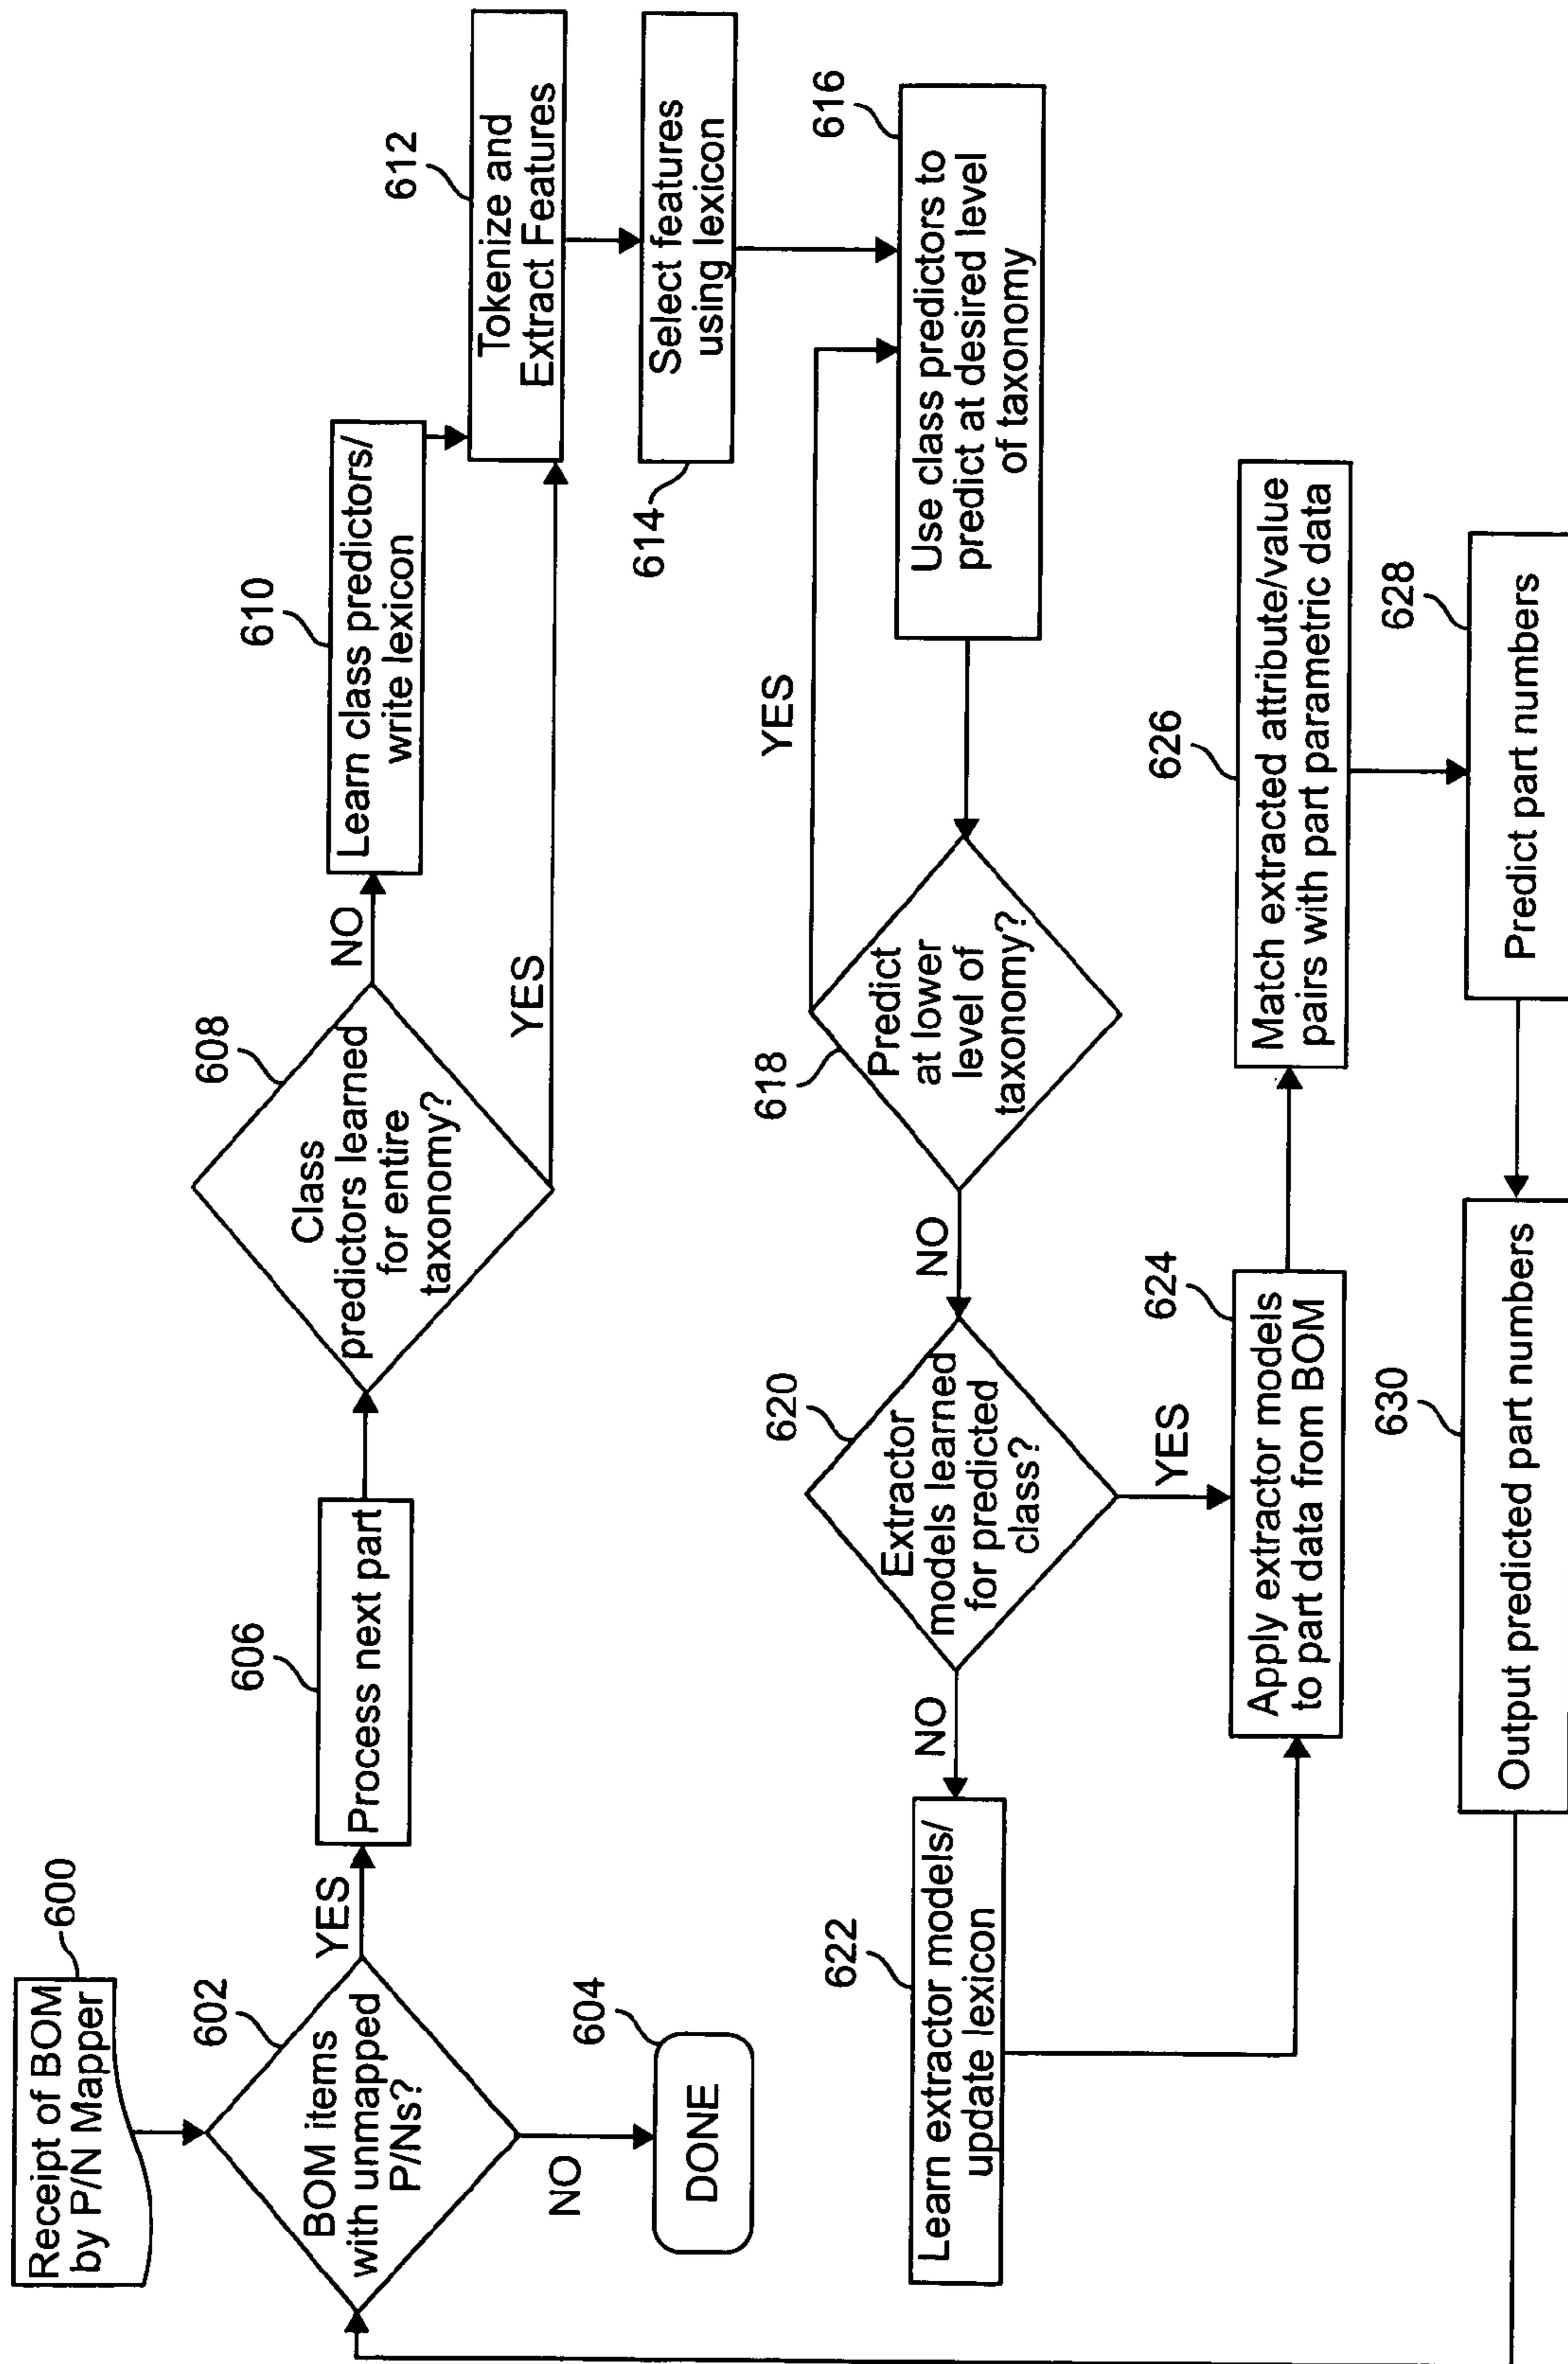 Receipt of BOM
by P/N Mapper
600
BOM items
with unmapped
P/Ns?
602
YES
NO
DONE
604
Process next part
606
Class
predictors learned
for entire
taxonomy?
608
NO
YES
Learn class predictors/
write lexicon
610
Tokenize and
Extract Features
612
Select features
using lexicon
614
Use class predictors to
predict at desired level
of taxonomy
616
YES
Predict
at lower
level of
taxonomy?
618
NO
Extractor
models learned
for predicted
class?
620
NO
YES
Learn extractor models/
update lexicon
622
Apply extractor models
to part data from BOM
624
Match extracted attribute/value
pairs with part parametric data
626
Predict part numbers
628
Output predicted part numbers
630